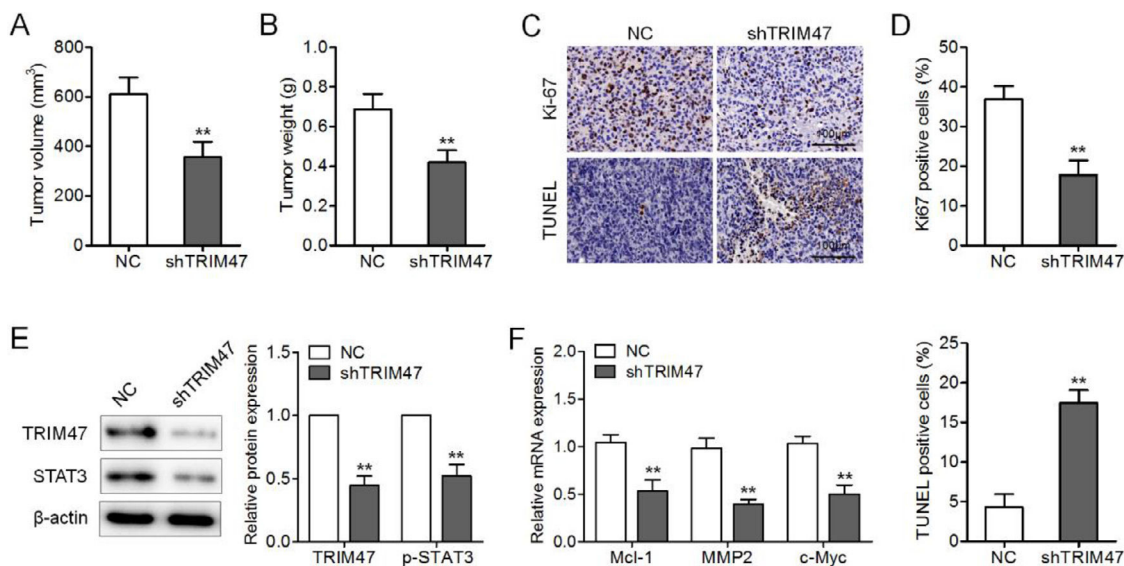 A
Tumor volume (mm³)
800
600
400
200
0
**
NC
shTRIM47
B
Tumor weight (g)
1.0
0.8
0.6
0.4
0.2
0.0
**
NC
shTRIM47
C
NC
shTRIM47
Ki-67
100μm
TUNEL
100μm
D
Ki67 positive cells (%)
50
40
30
20
10
0
**
NC
shTRIM47
E
NC
shTRIM47
TRIM47
STAT3
β-actin
Relative protein expression
1.5
1.0
0.5
0.0
NC
shTRIM47
**
**
TRIM47
p-STAT3
F
Relative mRNA expression
2.0
1.5
1.0
0.5
0.0
NC
shTRIM47
**
**
**
Mcl-1
MMP2
c-Myc
TUNEL positive cells (%)
25
20
15
10
5
0
**
NC
shTRIM47